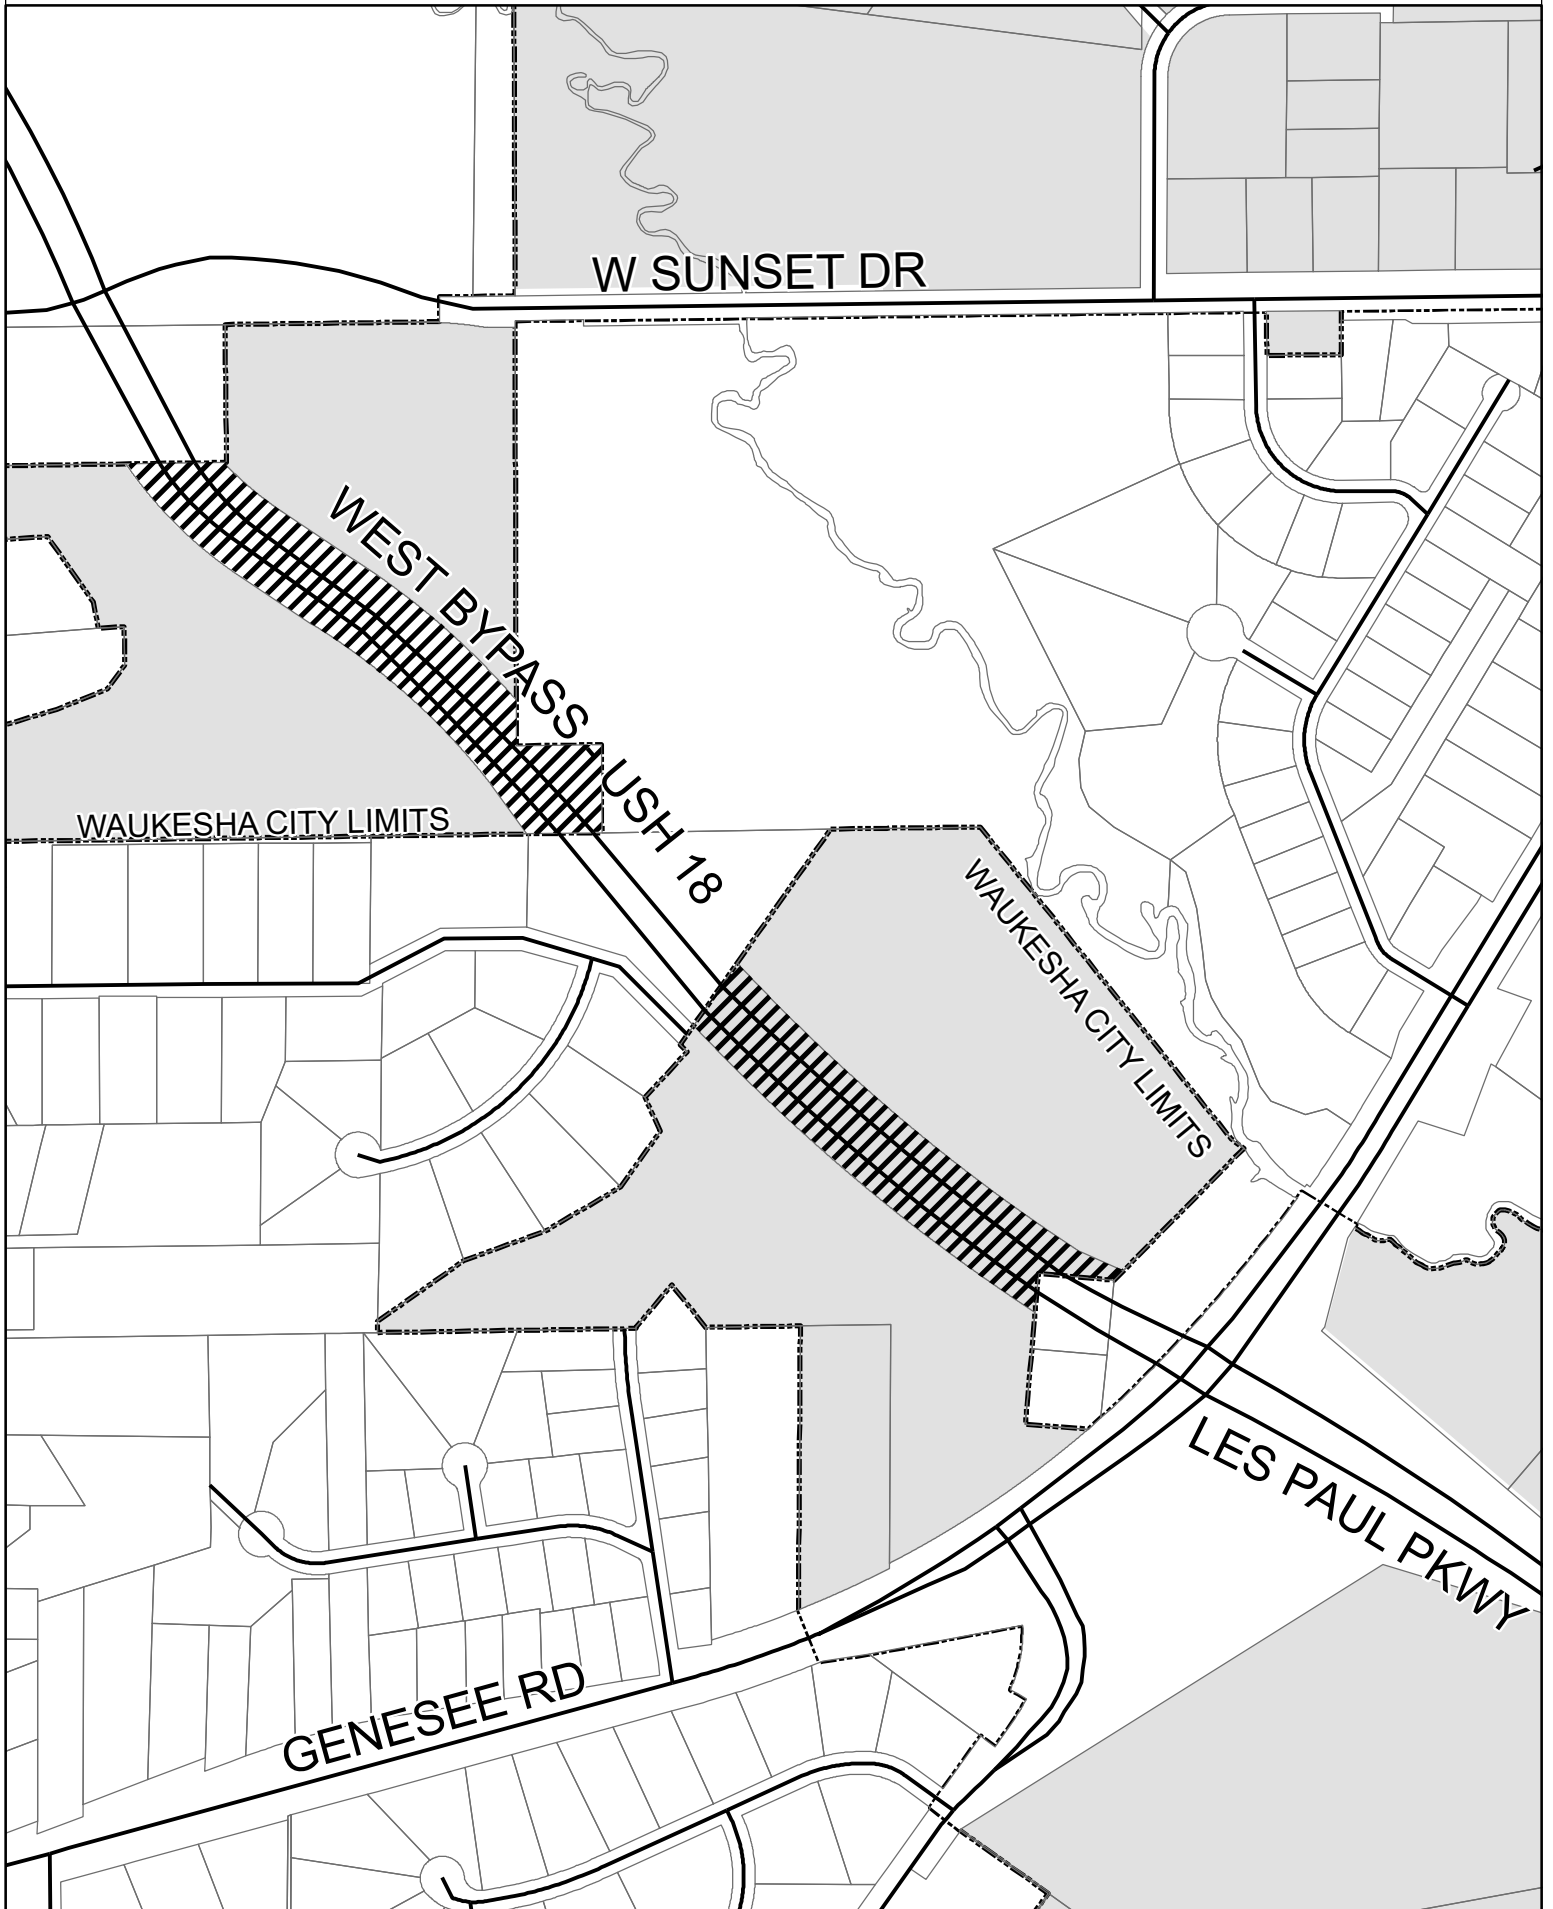 W SUNSET DR
WEST BYPASS USH 18
WAUKESHA CITY LIMITS
WAUKESHA CITY LIMITS
LES PAUL PKWY
GENESEE RD